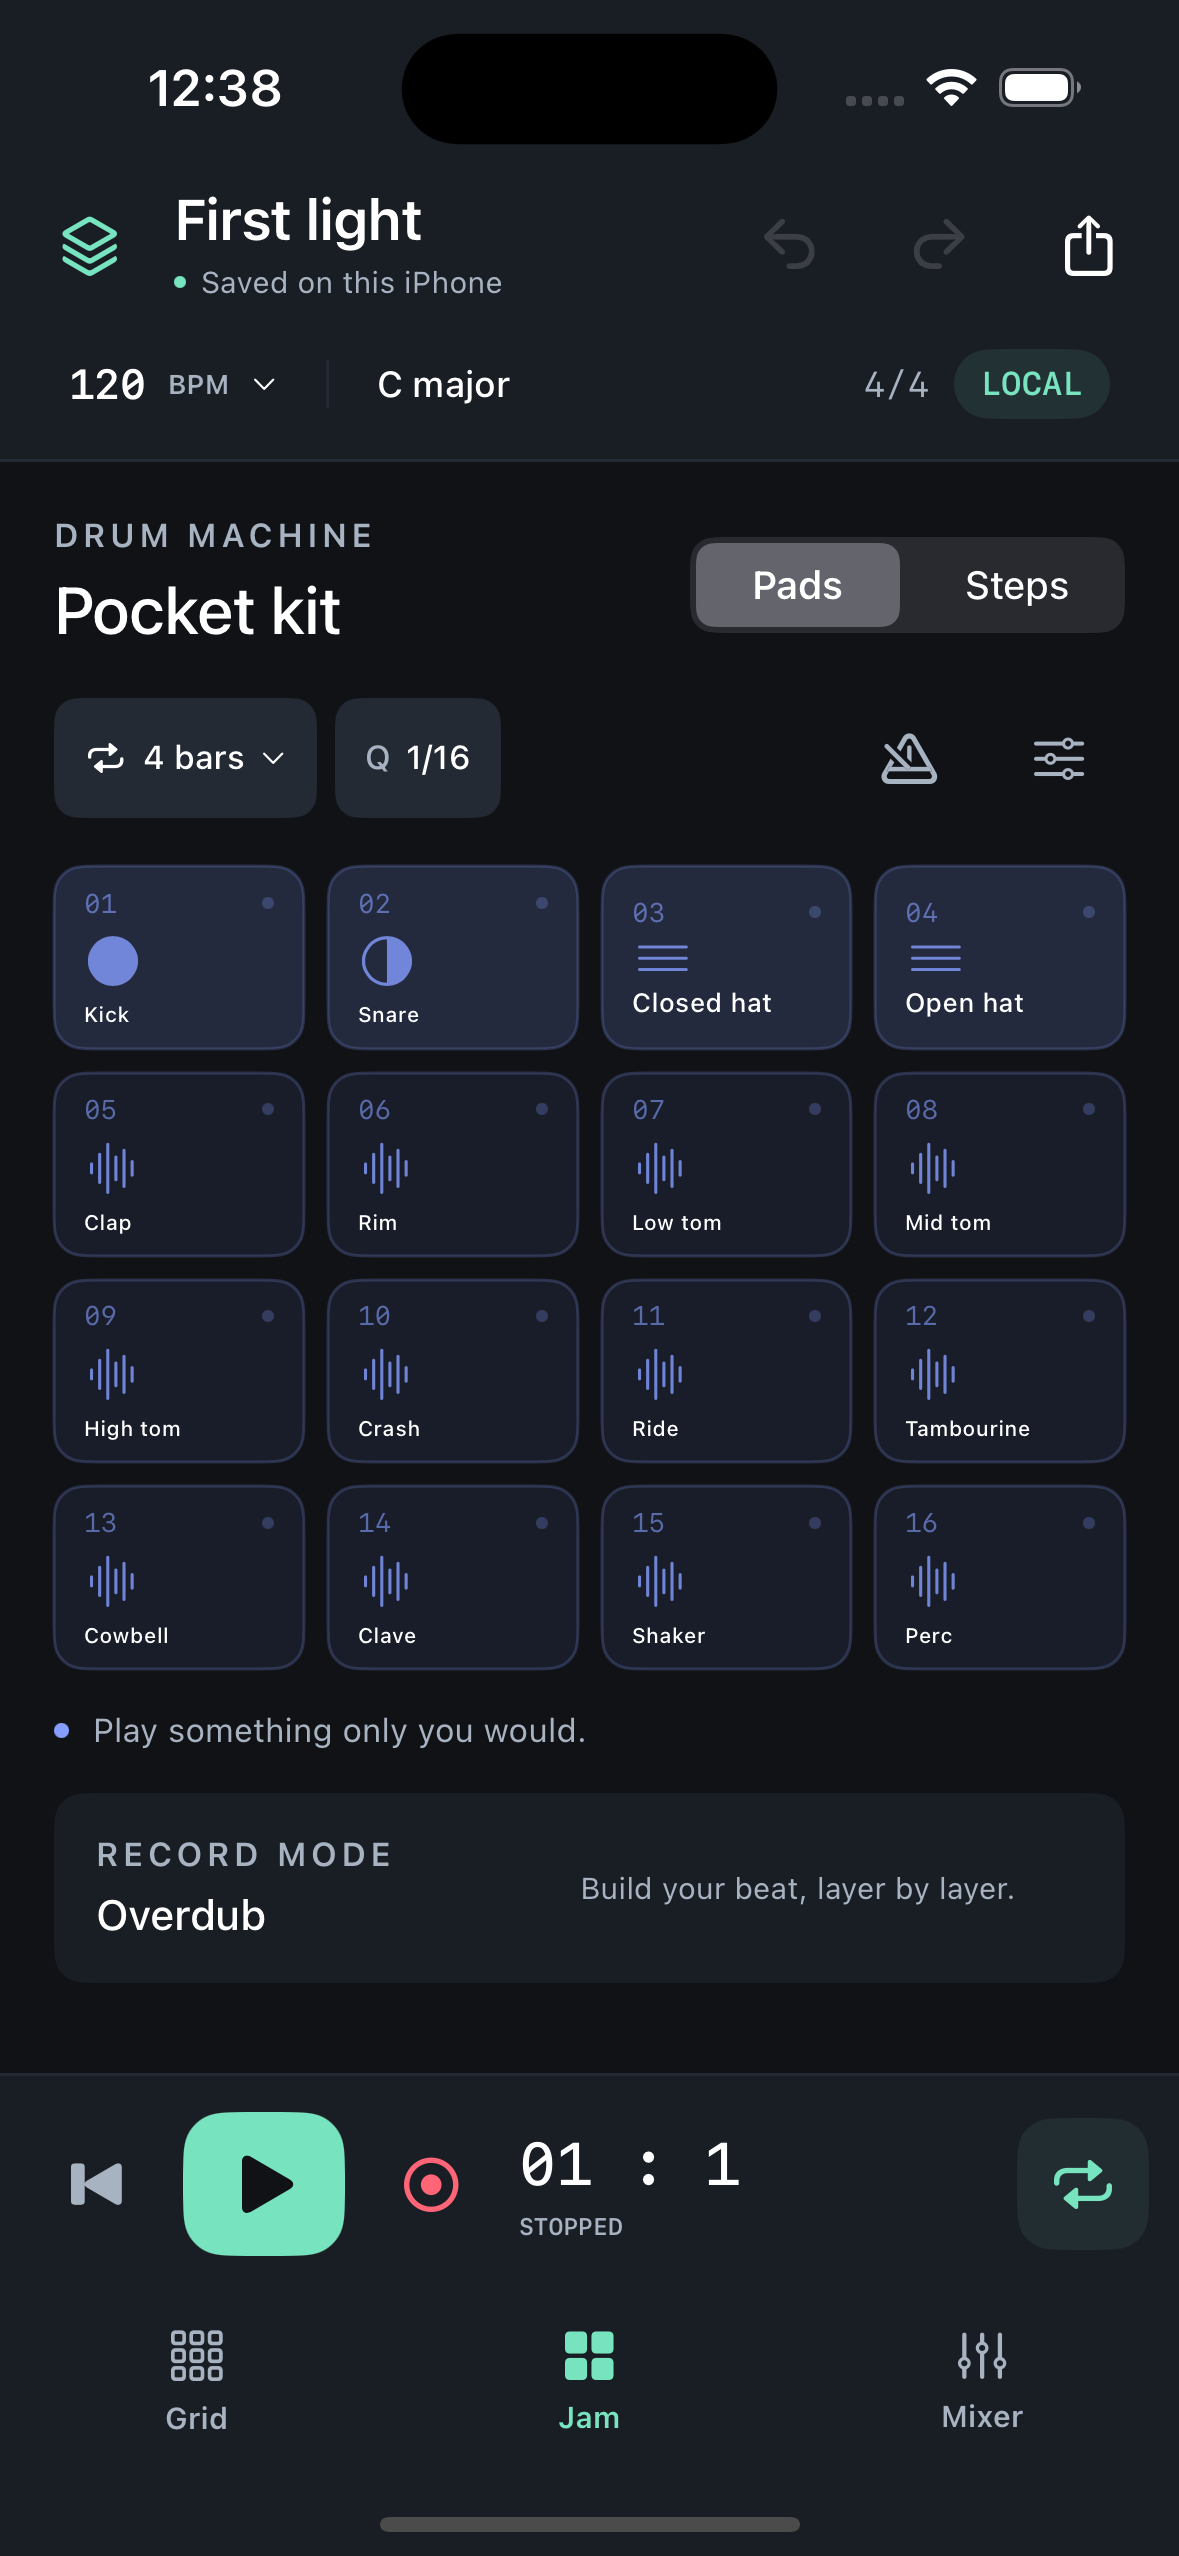 12:38
First light
Saved on this iPhone
120 BPM
C major
4/4
LOCAL
DRUM MACHINE
Pocket kit
Pads
Steps
4 bars
Q 1/16
01
Kick
02
Snare
03
Closed hat
04
Open hat
05
Clap
06
Rim
07
Low tom
08
Mid tom
09
High tom
10
Crash
11
Ride
12
Tambourine
13
Cowbell
14
Clave
15
Shaker
16
Perc
Play something only you would.
RECORD MODE
Overdub
Build your beat, layer by layer.
01 : 1
STOPPED
Grid
Jam
Mixer